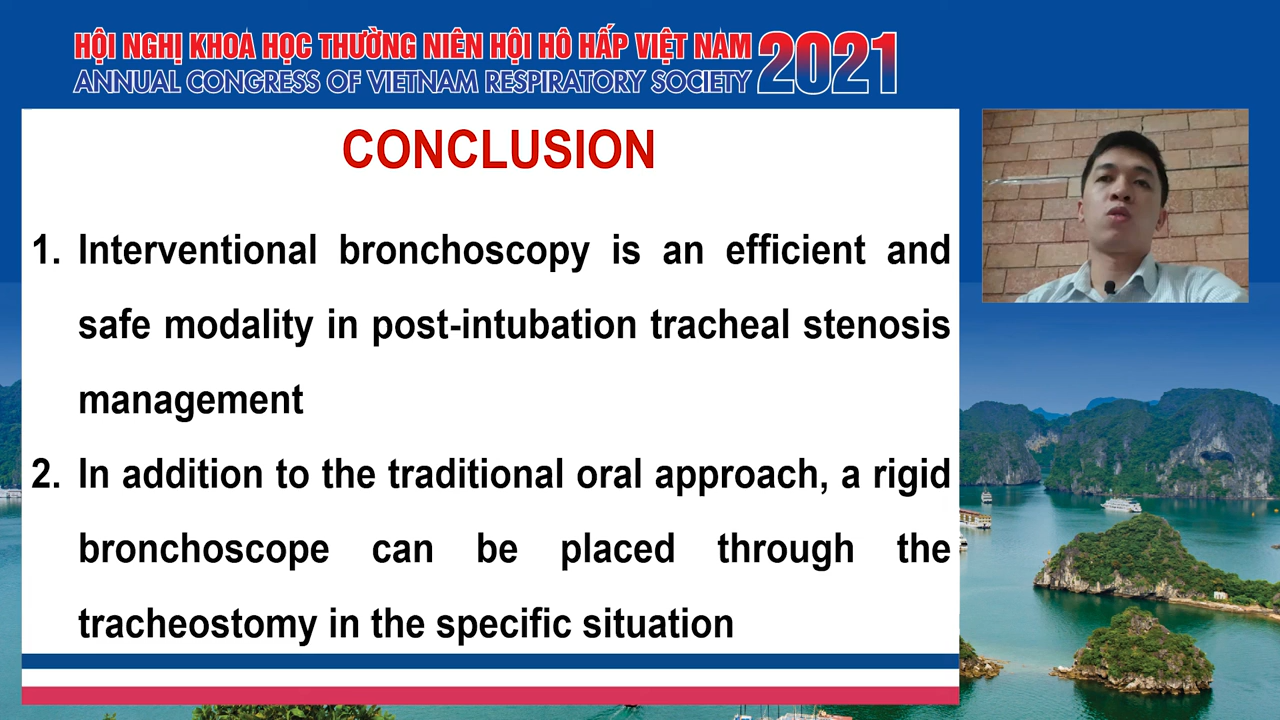 HỘI NGHỊ KHOA HỌC THƯỜNG NIÊN HỘI HÔ HẤP VIỆT NAM 2021
ANNUAL CONGRESS OF VIETNAM RESPIRATORY SOCIETY
CONCLUSION
1. Interventional bronchoscopy is an efficient and
safe modality in post-intubation tracheal stenosis
management
2. In addition to the traditional oral approach, a rigid
bronchoscope can be placed through the
tracheostomy in the specific situation